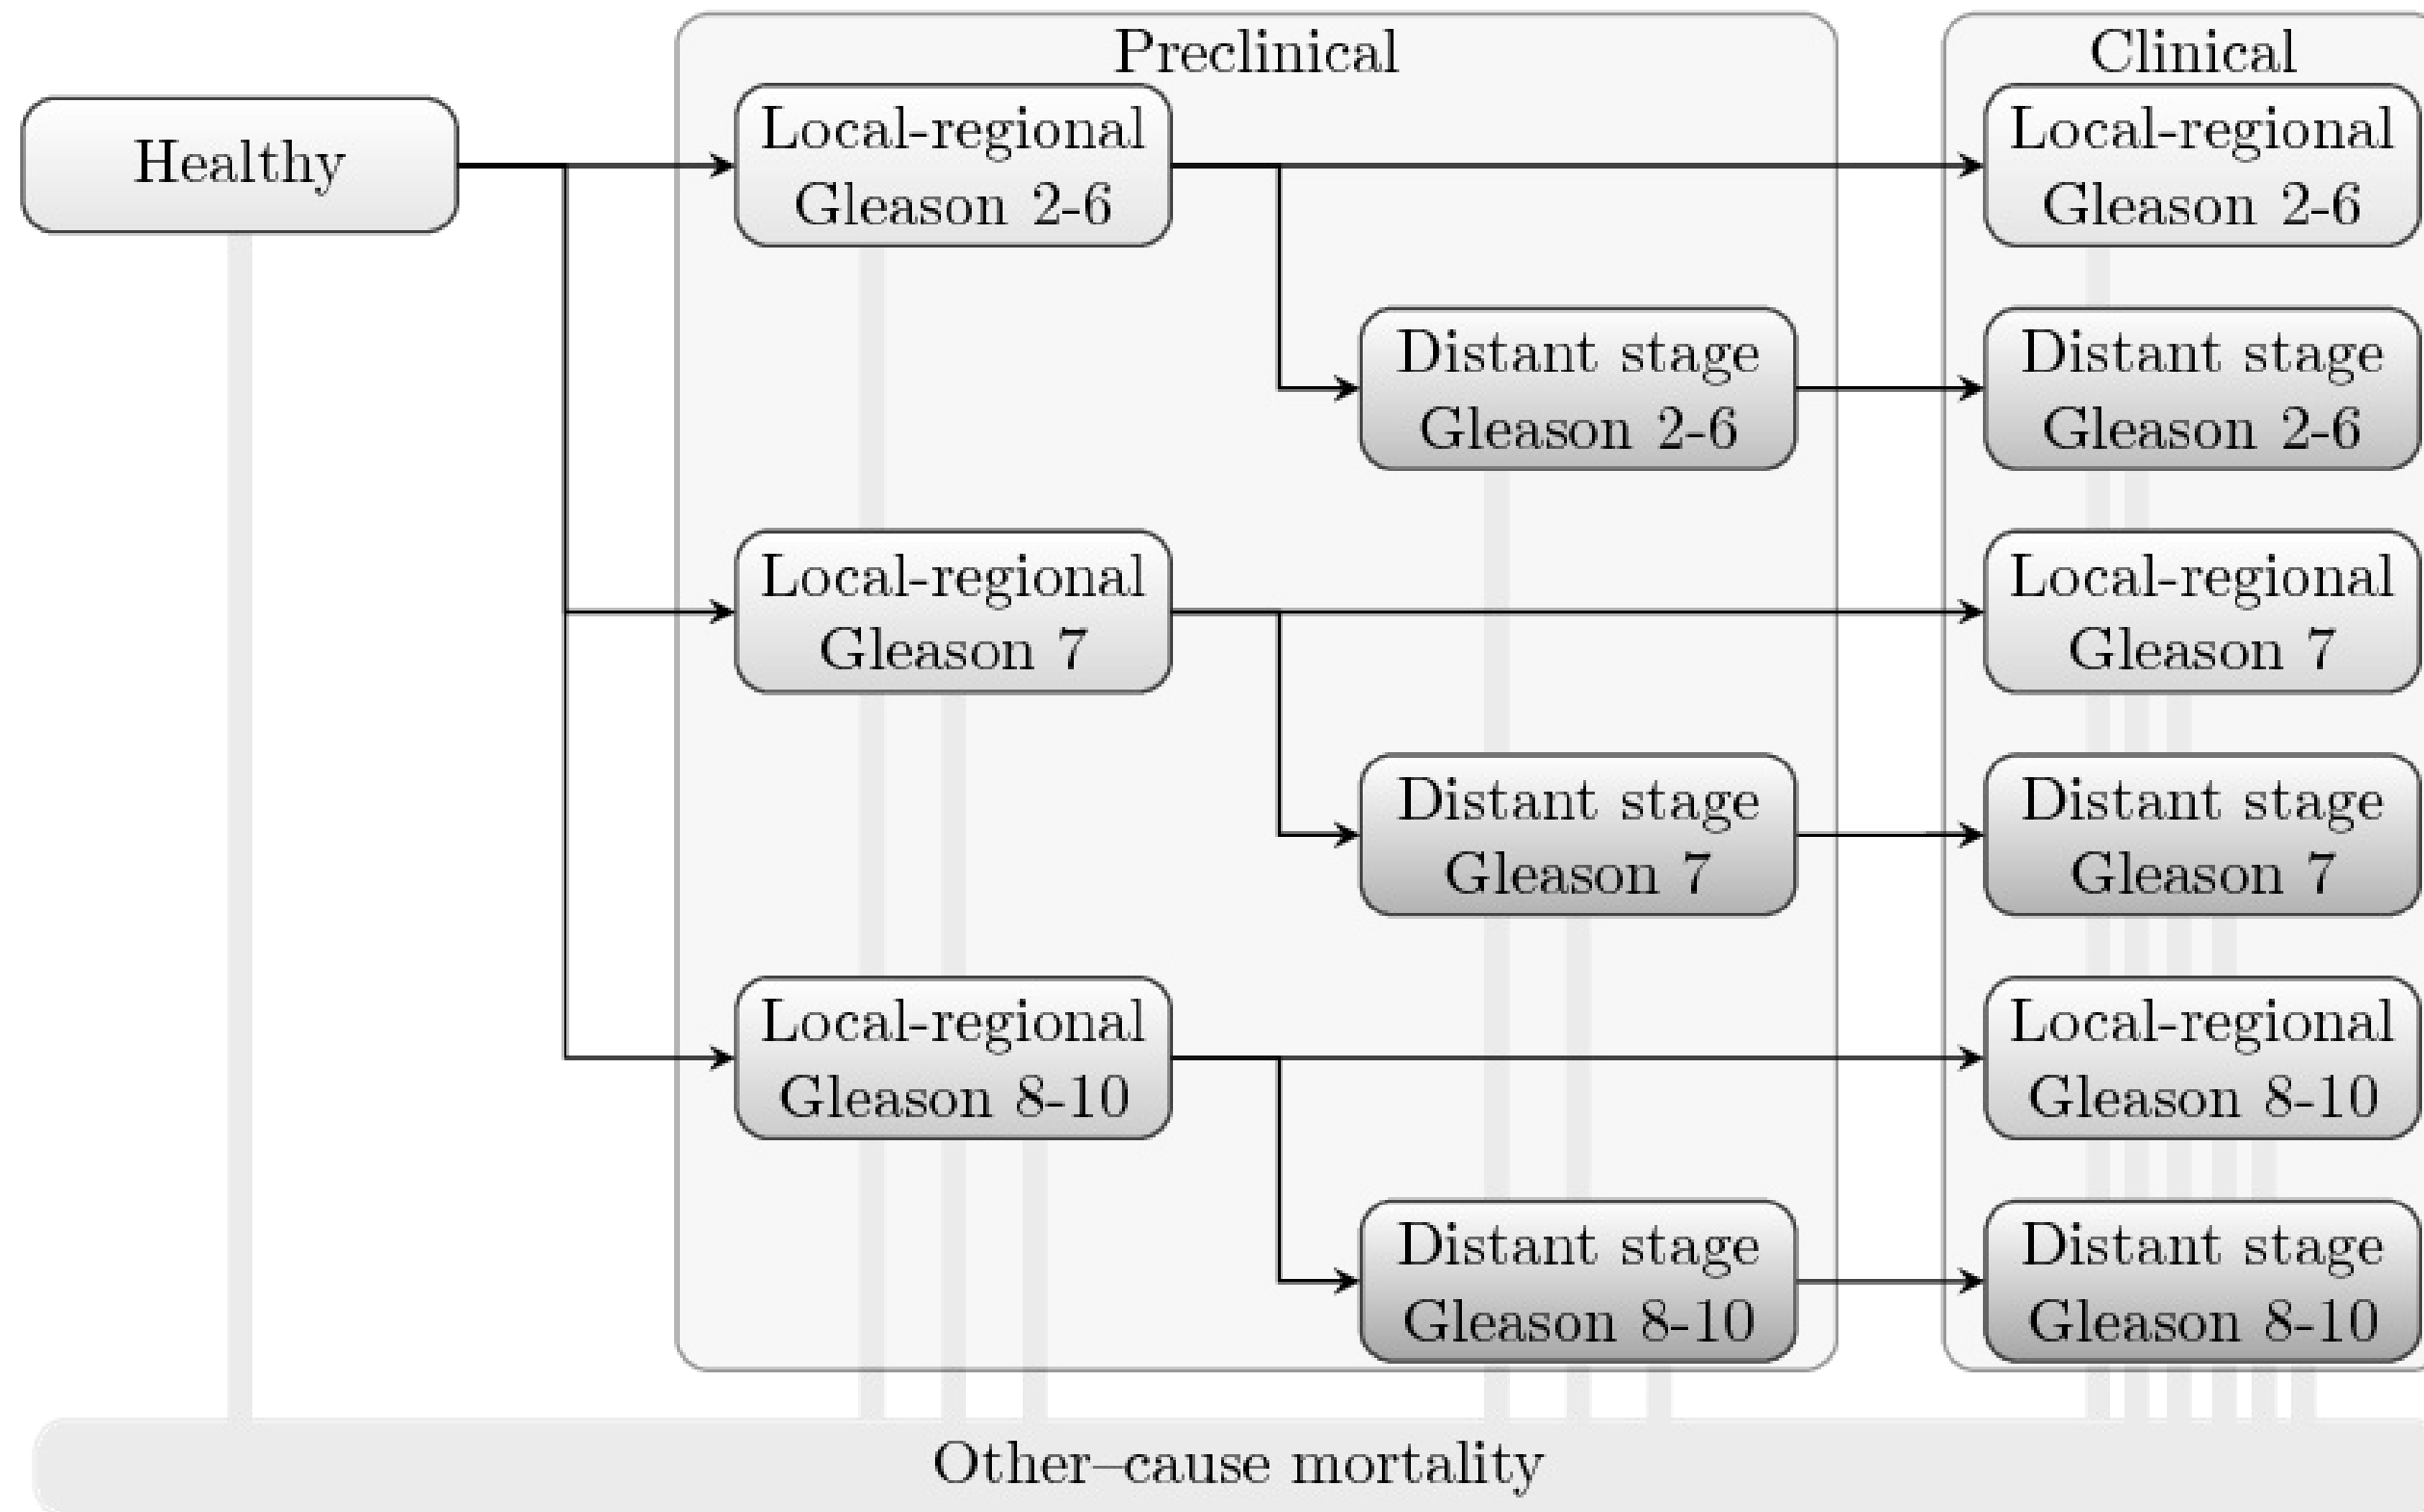 Preclinical
Clinical
Healthy
Local-regional
Gleason 2-6
Local-regional
Gleason 2-6
Distant stage
Gleason 2-6
Distant stage
Gleason 2-6
Local-regional
Gleason 7
Local-regional
Gleason 7
Distant stage
Gleason 7
Distant stage
Gleason 7
Local-regional
Gleason 8-10
Local-regional
Gleason 8-10
Distant stage
Gleason 8-10
Distant stage
Gleason 8-10
Other–cause mortality